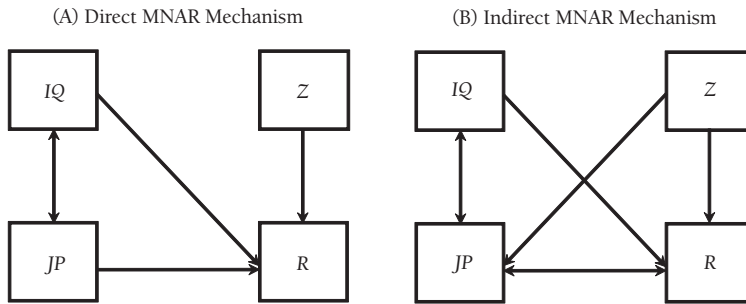 (A) Direct MNAR Mechanism
(B) Indirect MNAR Mechanism
IQ
Z
JP
R
IQ
Z
JP
R